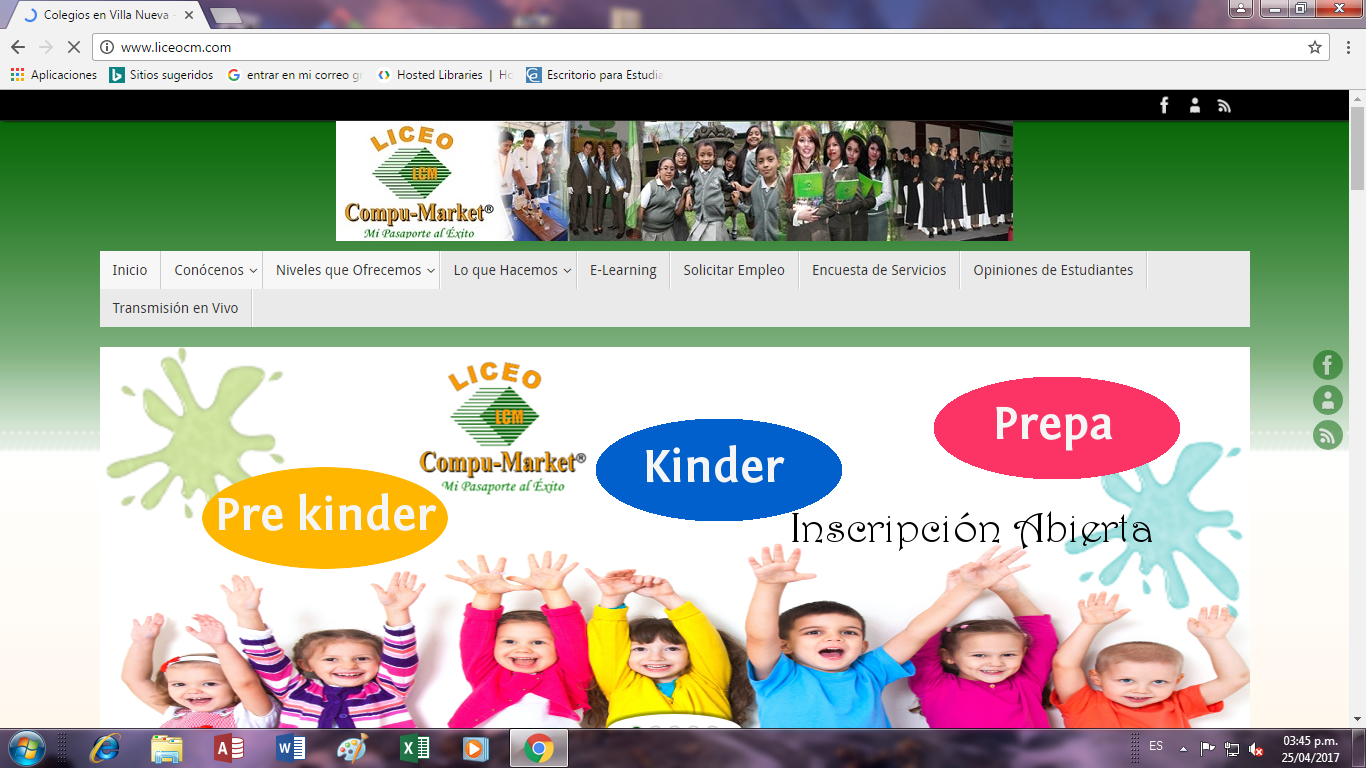 Colegios en Villa Nueva -
www.liceocm.com
Aplicaciones Sitios sugeridos entrar en mi correo g Hosted Libraries | Ho Escritorio para Estudia
LICEO
LCM
Compu-Market®
Mi Pasaporte al Éxito
Inicio Conócenos Niveles que Ofrecemos Lo que Hacemos E-Learning Solicitar Empleo Encuesta de Servicios Opiniones de Estudiantes
Transmisión en Vivo
LICEO
LCM
Compu-Market®
Mi Pasaporte al Éxito
Prepa
Kinder
Pre kinder
Inscripción Abierta
ES
03:45 p.m.
25/04/2017